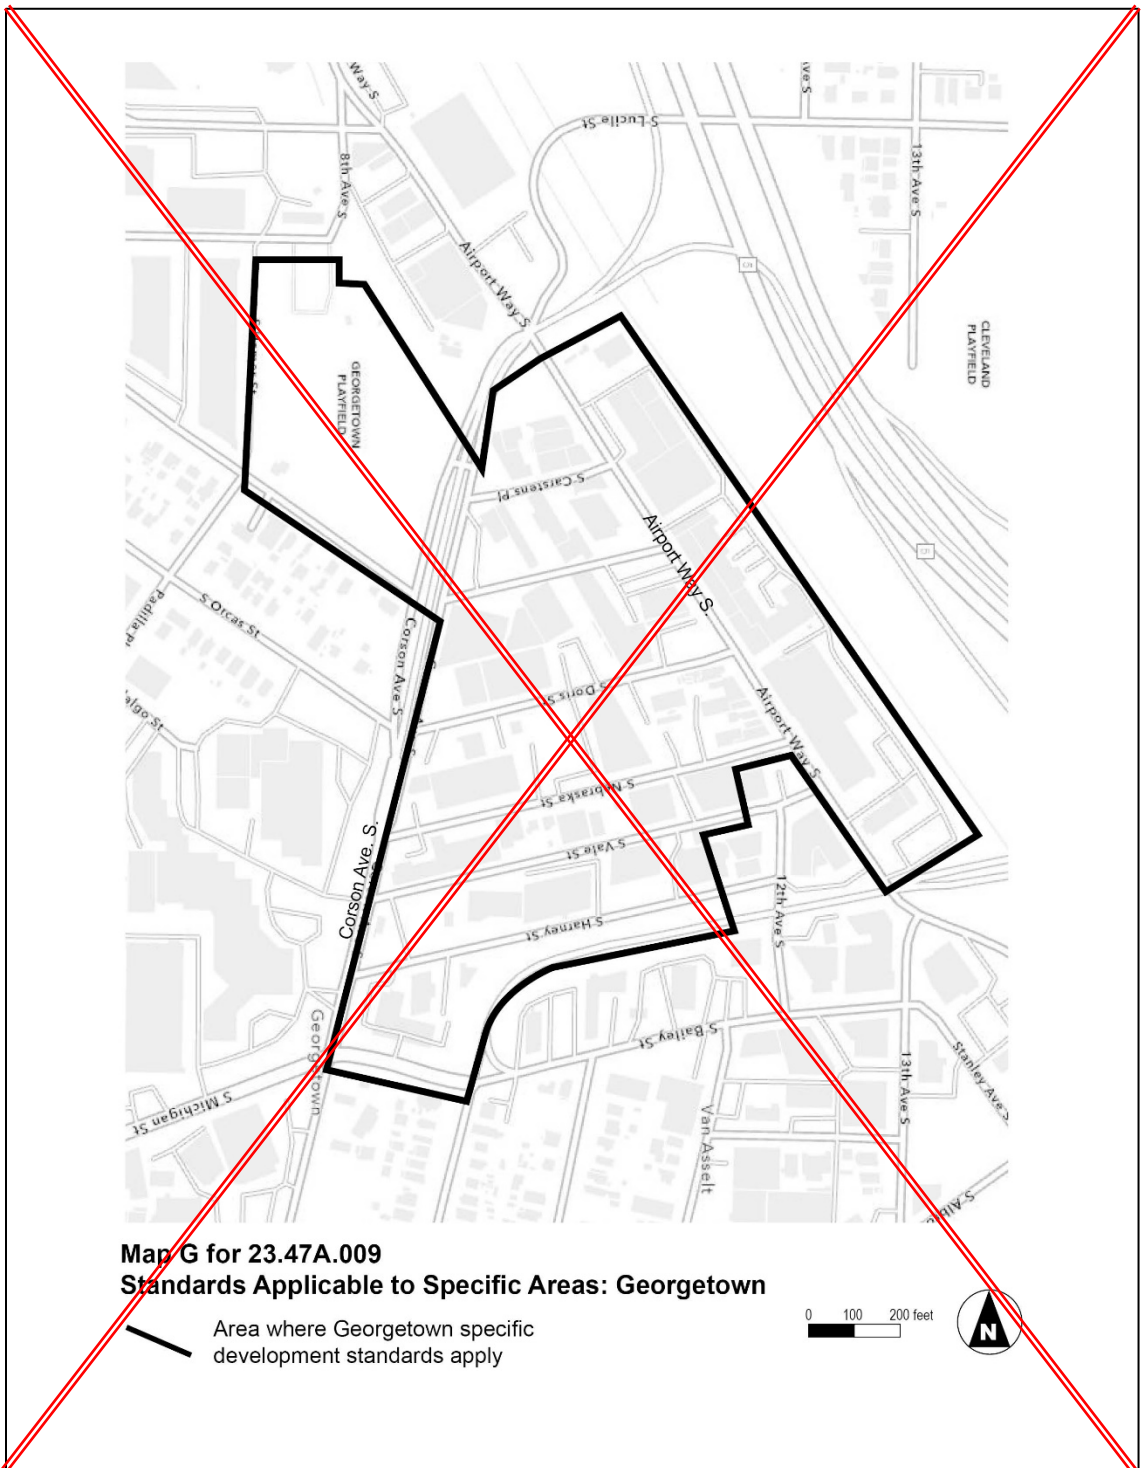 Way S
Ave S
S Lucile St
8th Ave S
13th Ave S
Airport Way S
CLEVELAND
PLAYFIELD
GEORGETOWN
PLAYFIELD
S Carstens Pl
Airport Way S.
S Orcas St
Padilla Pl
Corson Ave S
S Doris St
Airport Way S
S Nebraska St
Corson Ave. S.
S Vale St
12th Ave S
S Harney St
Georgetown
S Bailey St
Stanley Ave S
13th Ave S
S Michigan St
Van Asselt
Map G for 23.47A.009
Standards Applicable to Specific Areas: Georgetown
Area where Georgetown specific
development standards apply
0 100 200 feet
N